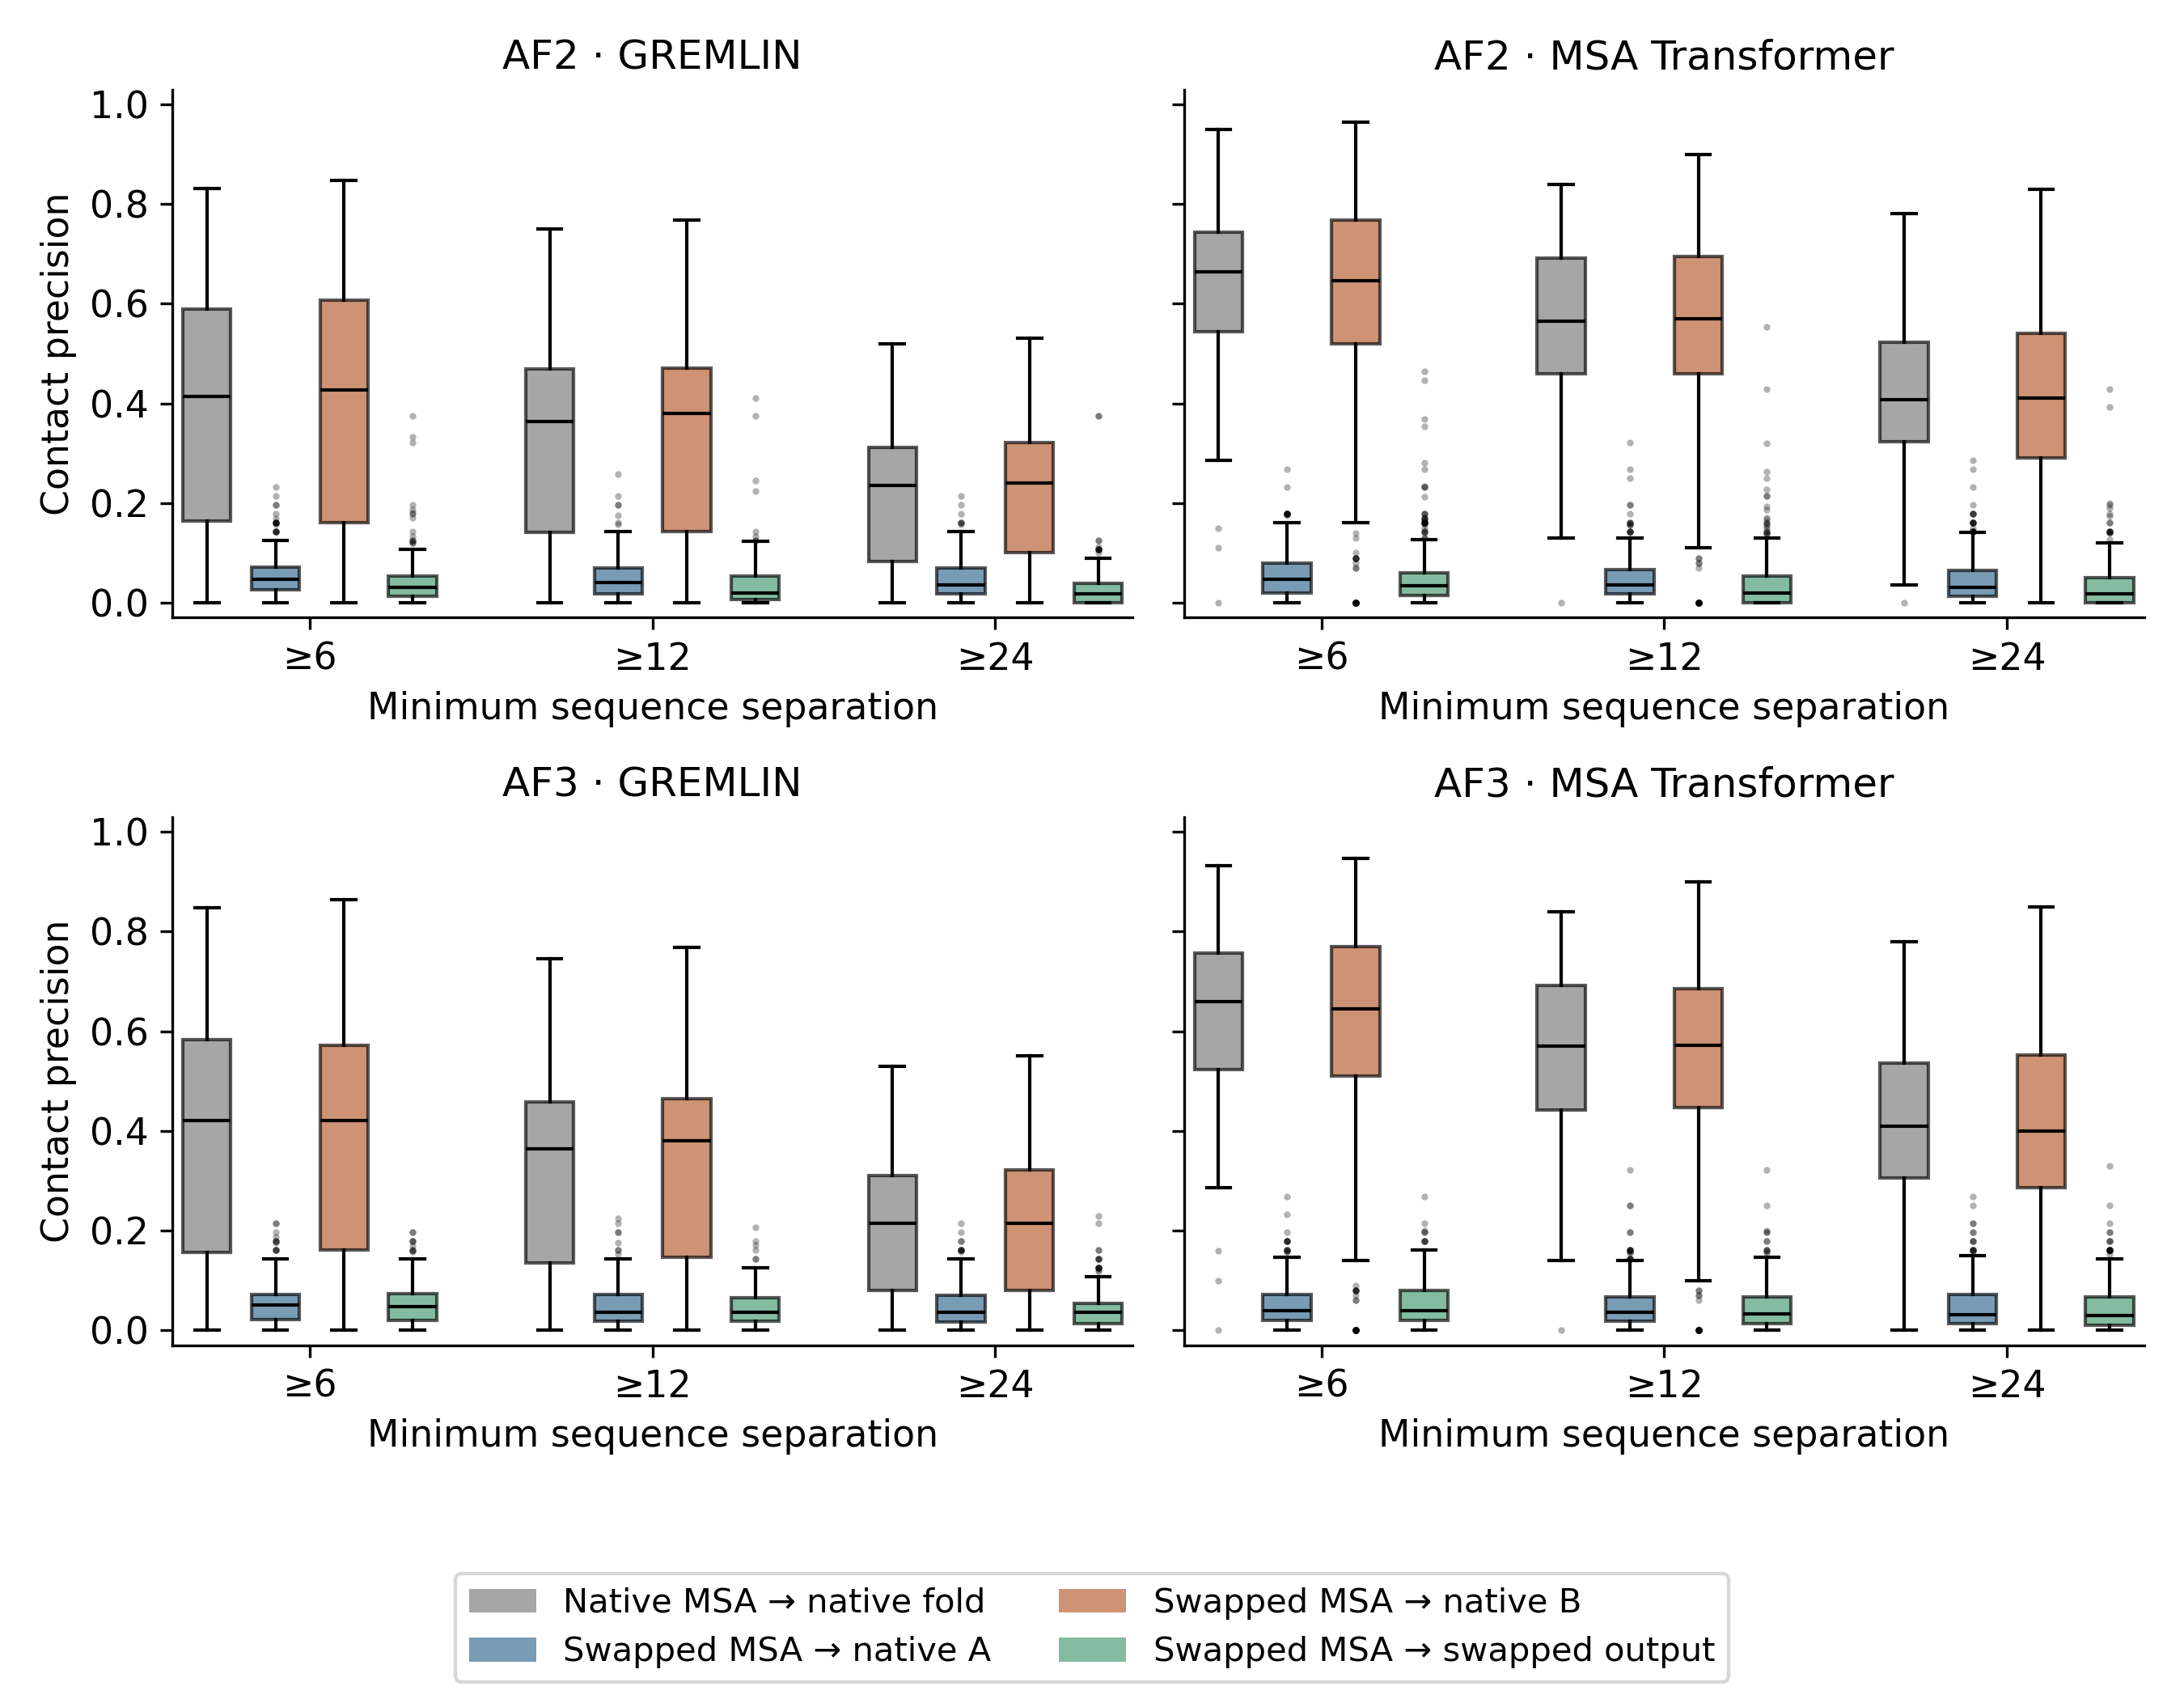 AF2 · GREMLIN
AF2 · MSA Transformer
Contact precision
1.0
0.8
0.6
0.4
0.2
0.0
≥6
≥12
≥24
≥6
≥12
≥24
Minimum sequence separation
Minimum sequence separation
AF3 · GREMLIN
AF3 · MSA Transformer
Contact precision
1.0
0.8
0.6
0.4
0.2
0.0
≥6
≥12
≥24
≥6
≥12
≥24
Minimum sequence separation
Minimum sequence separation
Native MSA → native fold
Swapped MSA → native A
Swapped MSA → native B
Swapped MSA → swapped output